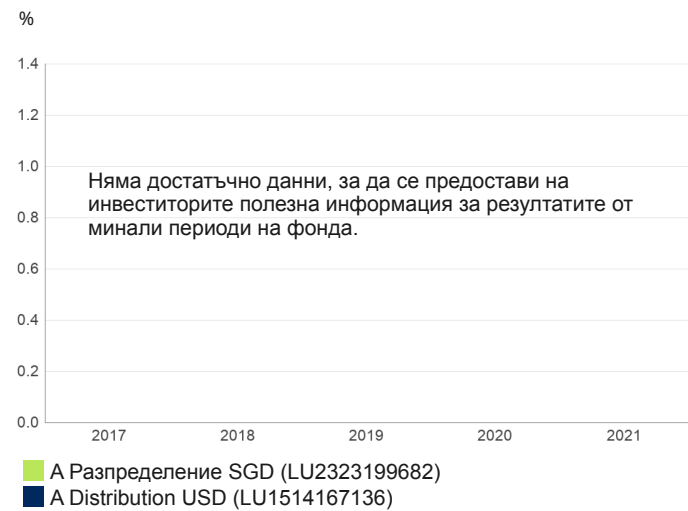 %
1.4
1.2
1.0
Няма достатъчно данни, за да се предостави на
инвеститорите полезна информация за резултатите от
минали периоди на фонда.
0.8
0.6
0.4
0.2
0.0
2017 2018 2019 2020 2021
A Разпределение SGD (LU2323199682)
A Distribution USD (LU1514167136)